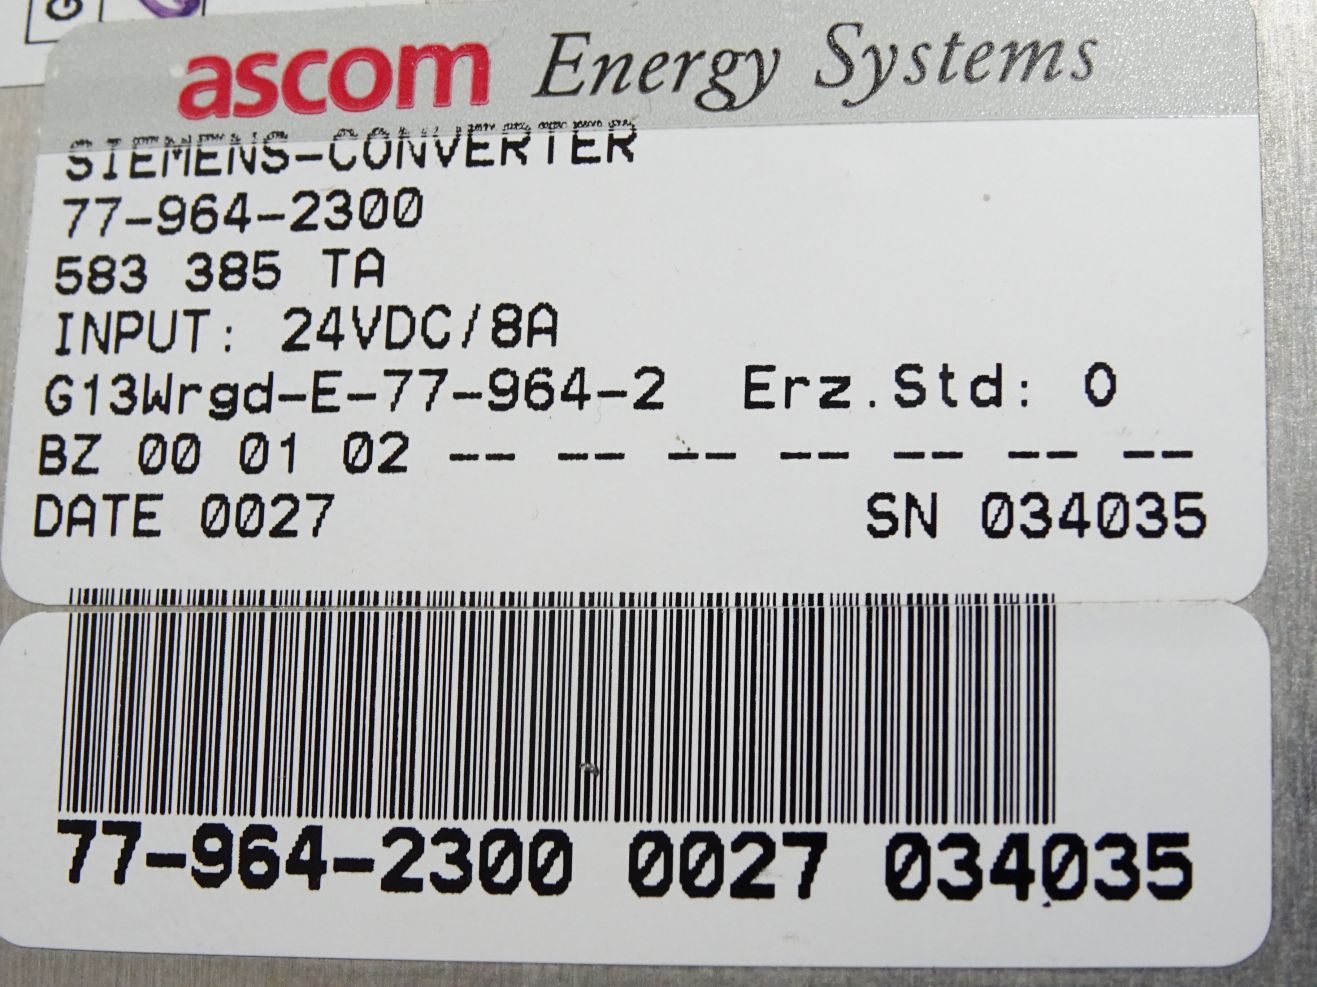 G
ascom Energy Systems
SIEMENS-CONVERTER
77-964-2300
583 385 TA
INPUT: 24VDC/8A
G13Wrgd-E-77-964-2 Erz.Std: 0
BZ 00 01 02 -- -- -- -- -- -- --
DATE 0027 SN 034035
77-964-2300 0027 034035